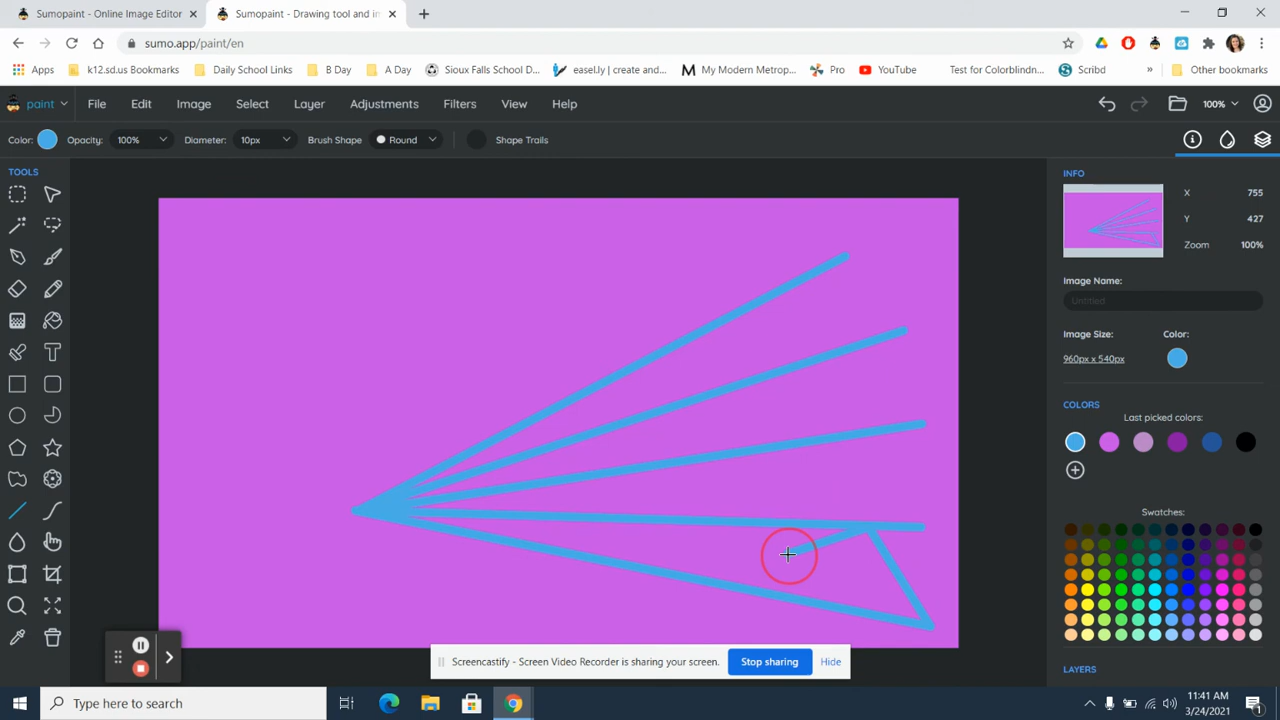 Sumopaint - Online Image Editor
Sumopaint - Drawing tool and in
sumo.app/paint/en
Apps
k12.sd.us Bookmarks
Daily School Links
B Day
A Day
Sioux Falls School D...
easel.ly | create and...
My Modern Metrop...
Pro
YouTube
Test for Colorblindn...
Scribd
»
Other bookmarks
paint
File
Edit
Image
Select
Layer
Adjustments
Filters
View
Help
100%
Color:
Opacity:
100%
Diameter:
10px
Brush Shape
Round
Shape Trails
TOOLS
INFO
X
755
Y
427
Zoom
100%
Image Name:
Untitled
Image Size:
Color:
960px x 540px
COLORS
Last picked colors:
Swatches:
LAYERS
Screencastify - Screen Video Recorder is sharing your screen.
Stop sharing
Hide
Type here to search
11:41 AM
3/24/2021
1